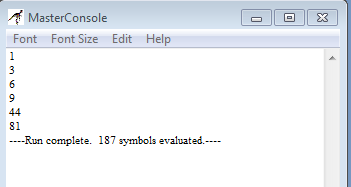 MasterConsole
Font Font Size Edit Help
1
3
6
9
44
81
----Run complete.  187 symbols evaluated.----